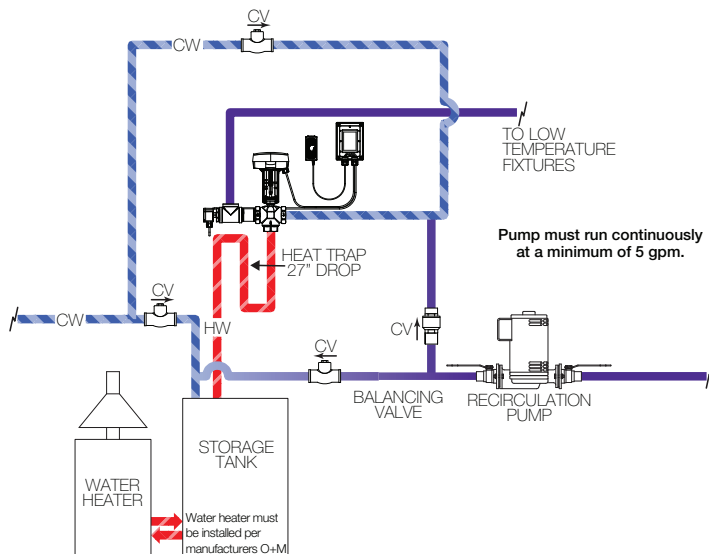 CV
CW
TO LOW
TEMPERATURE
FIXTURES
Pump must run continuously
at a minimum of 5 gpm.
HEAT TRAP
27" DROP
CV
CW
HW
CV
CV
BALANCING
VALVE
RECIRCULATION
PUMP
STORAGE
TANK
WATER
HEATER
Water heater must
be installed per
manufacturers O+M